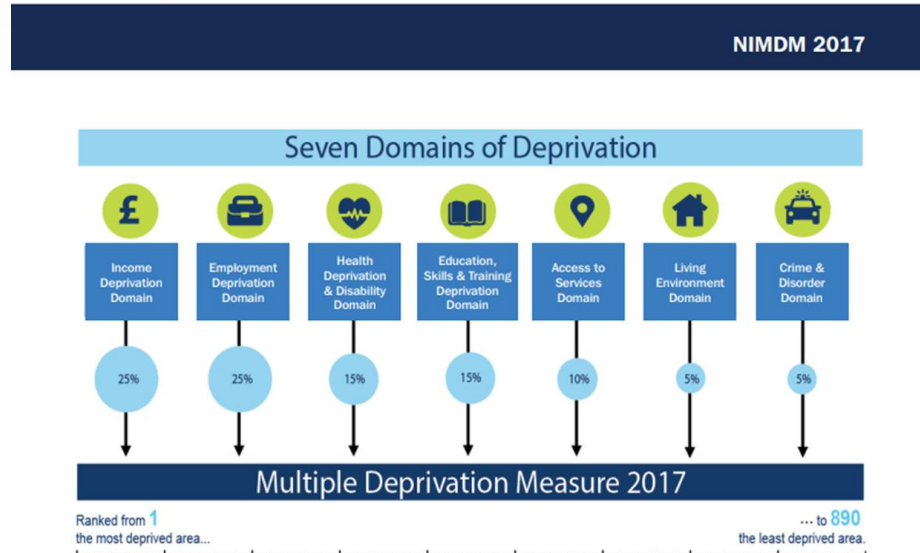 NIMDM 2017
Seven Domains of Deprivation
Income
Deprivation
Domain
Employment
Deprivation
Domain
Health
Deprivation
& Disability
Domain
Education,
Skills & Training
Deprivation
Domain
Access to
Services
Domain
Living
Environment
Domain
Crime &
Disorder
Domain
25%
25%
15%
15%
10%
5%
5%
Multiple Deprivation Measure 2017
Ranked from 1
the most deprived area...
... to 890
the least deprived area.